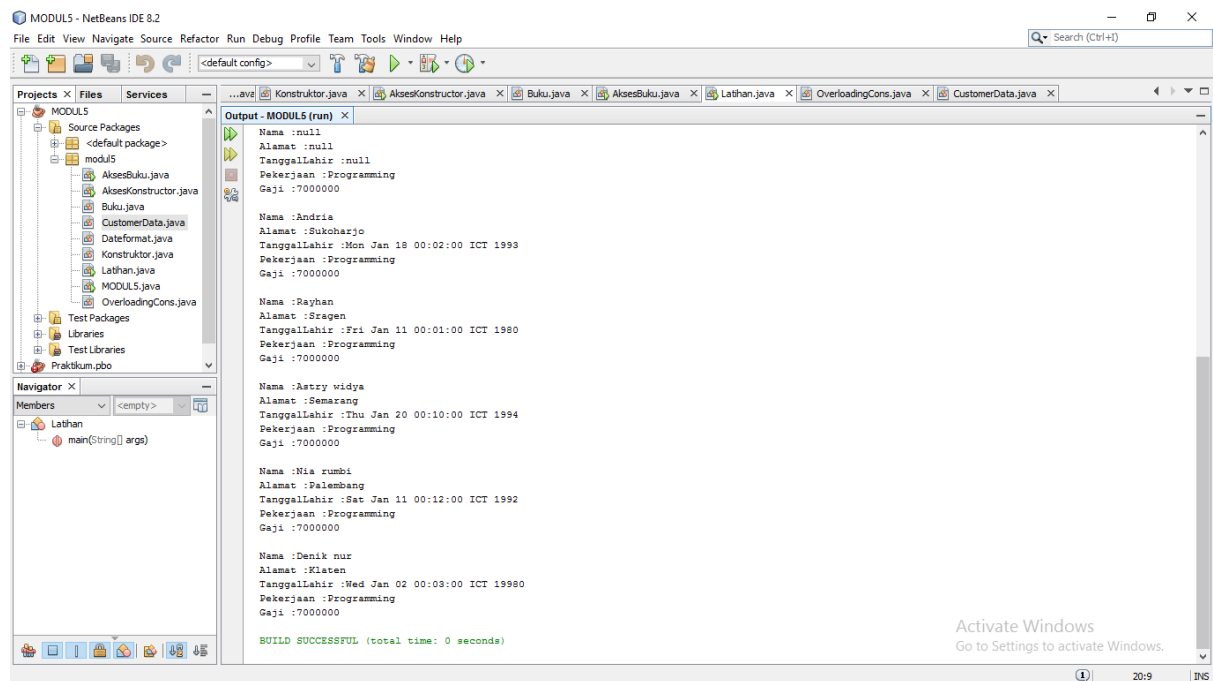 MODUL5 - NetBeans IDE 8.2
File Edit View Navigate Source Refactor Run Debug Profile Team Tools Window Help
Search (Ctrl+I)
<default config>
Projects Files Services
...ava Konstruktor.java AksesKonstructor.java Buku.java AksesBuku.java Latihan.java OverloadingCons.java CustomerData.java
MODUL5
Source Packages
<default package>
modul5
AksesBuku.java
AksesKonstructor.java
Buku.java
CustomerData.java
Dateformat.java
Konstruktor.java
Latihan.java
MODUL5.java
OverloadingCons.java
Test Packages
Libraries
Test Libraries
Praktikum.pbo
Navigator
Members <empty>
Latihan
main(String[] args)
Output - MODUL5 (run)
Nama :null
Alamat :null
TanggalLahir :null
Pekerjaan :Programming
Gaji :7000000
Nama :Andria
Alamat :Sukoharjo
TanggalLahir :Mon Jan 18 00:02:00 ICT 1993
Pekerjaan :Programming
Gaji :7000000
Nama :Rayhan
Alamat :Sragen
TanggalLahir :Fri Jan 11 00:01:00 ICT 1980
Pekerjaan :Programming
Gaji :7000000
Nama :Astry widya
Alamat :Semarang
TanggalLahir :Thu Jan 20 00:10:00 ICT 1994
Pekerjaan :Programming
Gaji :7000000
Nama :Nia rumbi
Alamat :Palembang
TanggalLahir :Sat Jan 11 00:12:00 ICT 1992
Pekerjaan :Programming
Gaji :7000000
Nama :Denik nur
Alamat :Klaten
TanggalLahir :Wed Jan 02 00:03:00 ICT 19980
Pekerjaan :Programming
Gaji :7000000
BUILD SUCCESSFUL (total time: 0 seconds)
Activate Windows
Go to Settings to activate Windows.
1 20:9 INS